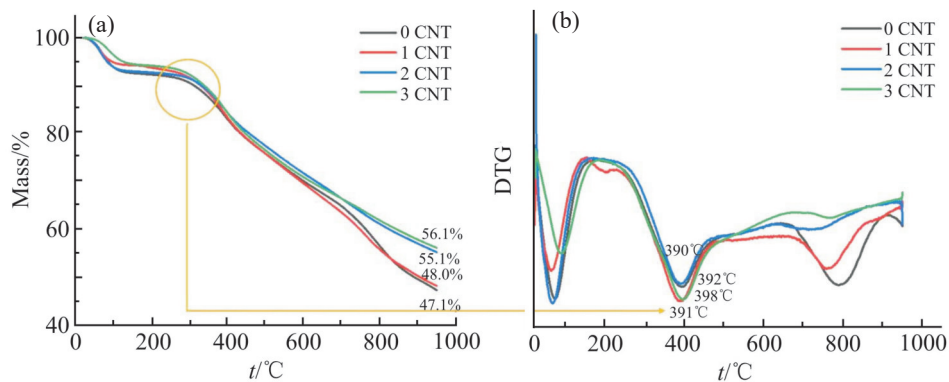 (a)
0 CNT
1 CNT
2 CNT
3 CNT
100
80
60
40
Mass/%
56.1%
55.1%
48.0%
47.1%
0 200 400 600 800 1000
t/℃
(b)
0 CNT
1 CNT
2 CNT
3 CNT
DTG
390℃
392℃
398℃
391℃
0 200 400 600 800 1000
t/℃